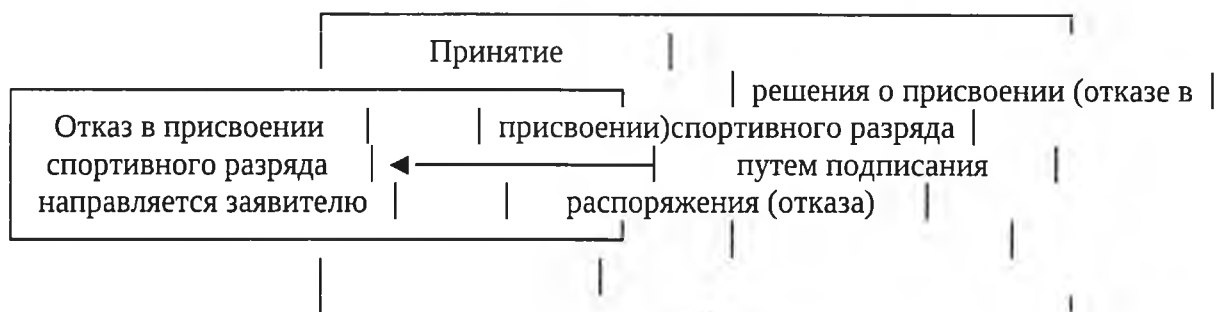 Принятие
решения о присвоении (отказе в
Отказ в присвоении присвоении)спортивного разряда
спортивного разряда путем подписания
направляется заявителю распоряжения (отказа)